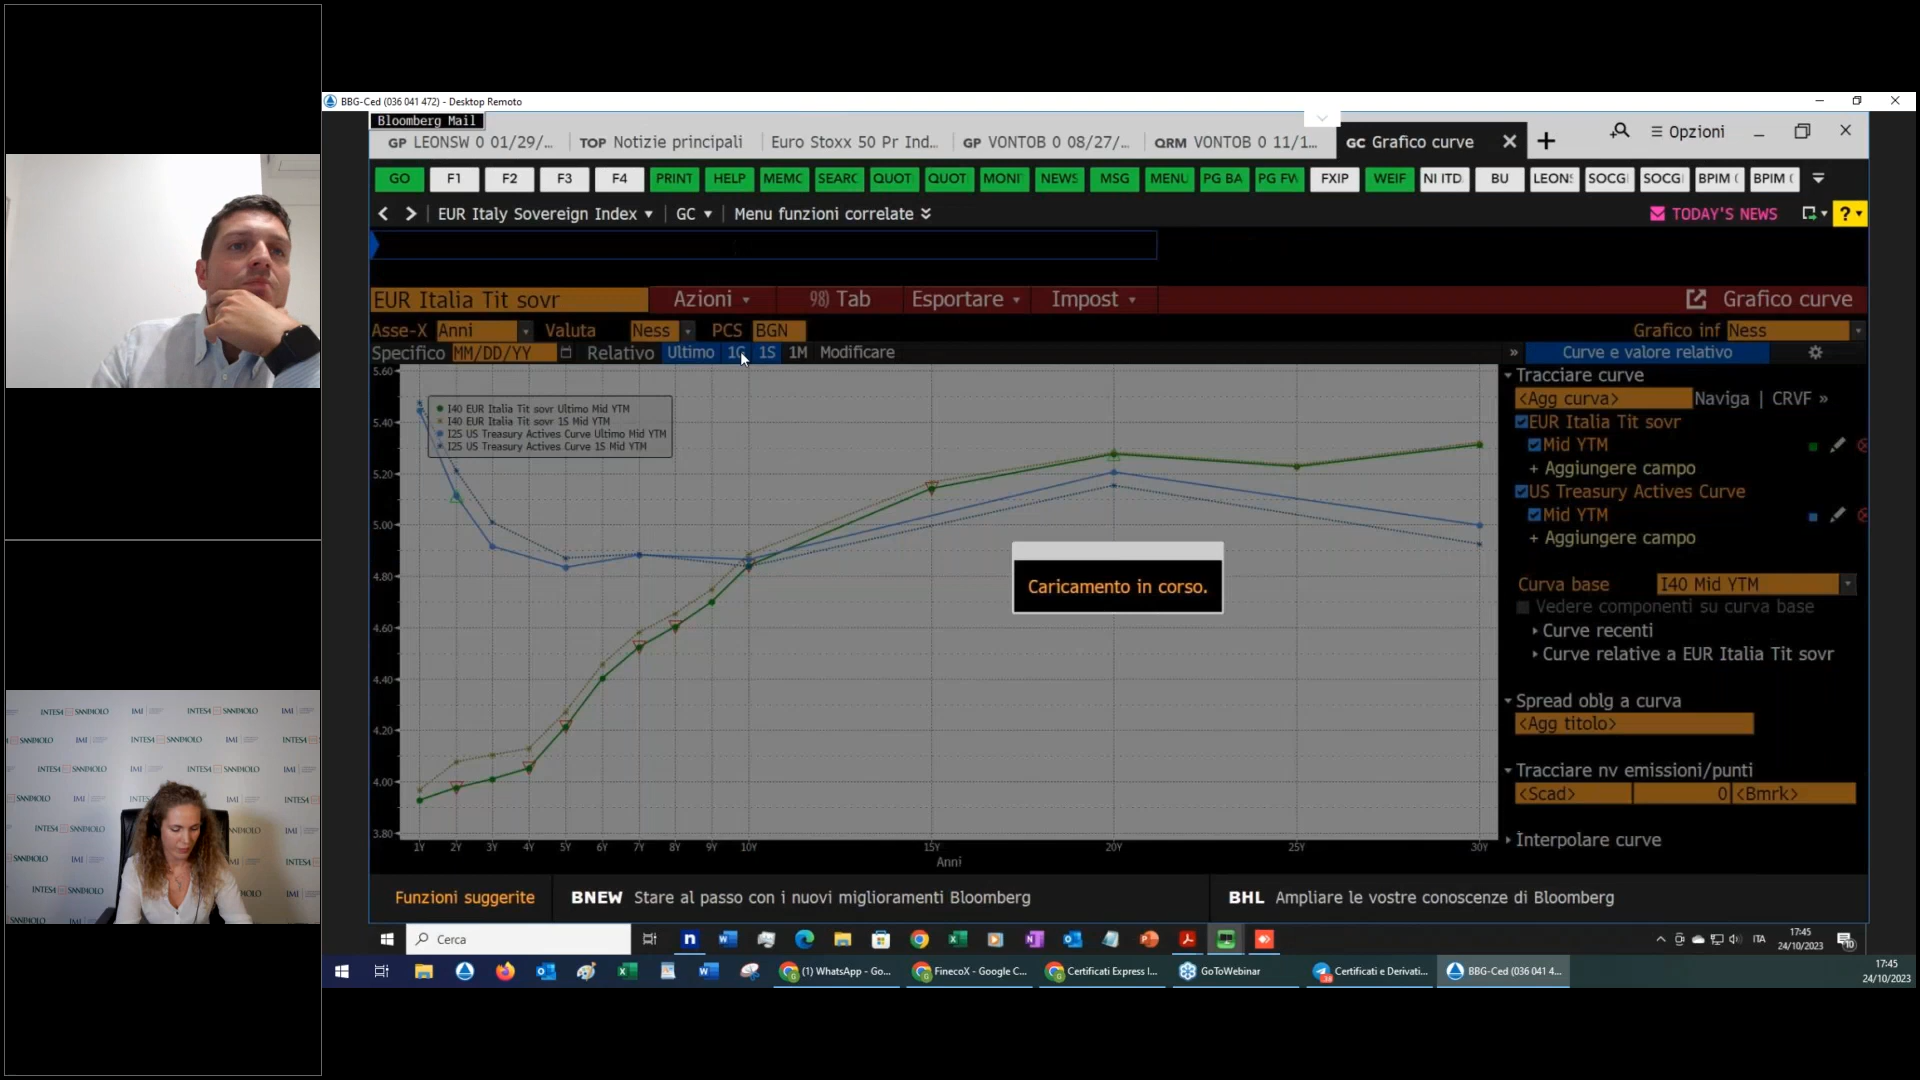 BBG-Ced (036 041 472) - Desktop Remoto
Bloomberg Mail
GP LEONSW 0 01/29/... TOP Notizie principali Euro Stoxx 50 Pr Ind... GP VONTOB 0 08/27/... QRM VONTOB 0 11/1... GC Grafico curve Opzioni
GO F1 F2 F3 F4 PRINT HELP MEMC SEARC QUOT QUOT MONI NEWS MSG MENU PG BA PG FW FXIP WEIF NI ITD BU LEON SOCG SOCG BPIM ( BPIM (
EUR Italy Sovereign Index GC Menu funzioni correlate TODAY'S NEWS ?
EUR Italia Tit sovr Azioni 98) Tab Esportare Impost Grafico curve
Asse-X Anni Valuta Ness PCS BGN Grafico inf Ness
Specifico MM/DD/YY Relativo Ultimo 1G 1S 1M Modificare » Curve e valore relativo
5.60
5.40
5.20
5.00
4.80
4.60
4.40
4.20
4.00
3.80
I40 EUR Italia Tit sovr Ultimo Mid YTM
I40 EUR Italia Tit sovr 1S Mid YTM
I25 US Treasury Actives Curve Ultimo Mid YTM
I25 US Treasury Actives Curve 1S Mid YTM
Caricamento in corso.
1Y 2Y 3Y 4Y 5Y 6Y 7Y 8Y 9Y 10Y 15Y 20Y 25Y 30Y
Anni
Tracciare curve
<Agg curva> Naviga | CRVF »
EUR Italia Tit sovr
Mid YTM
+ Aggiungere campo
US Treasury Actives Curve
Mid YTM
+ Aggiungere campo
Curva base I40 Mid YTM
Vedere componenti su curva base
Curve recenti
Curve relative a EUR Italia Tit sovr
Spread oblg a curva
<Agg titolo>
Tracciare nv emissioni/punti
<Scad> 0 <Bmrk>
Interpolare curve
Funzioni suggerite BNEW Stare al passo con i nuovi miglioramenti Bloomberg BHL Ampliare le vostre conoscenze di Bloomberg
Cerca ITA 17:45
24/10/2023
(1) WhatsApp - Go... FinecoX - Google C... Certificati Express I... GoToWebinar Certificati e Derivati... BBG-Ced (036 041 4... 17:45
24/10/2023
INTESA SANPAOLO IMI